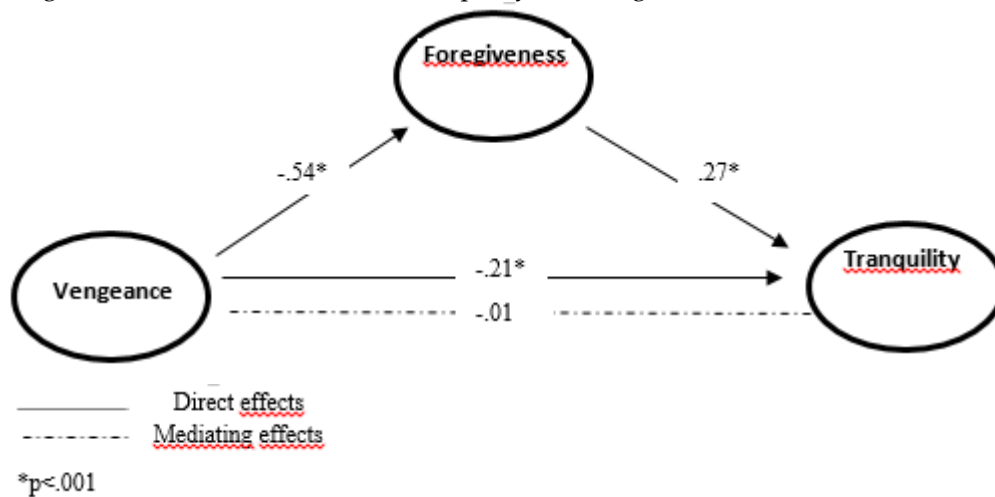 Foregiveness
-.54*
.27*
Vengeance
-.21*
-.01
Tranquility
Direct effects
Mediating effects
*p<.001